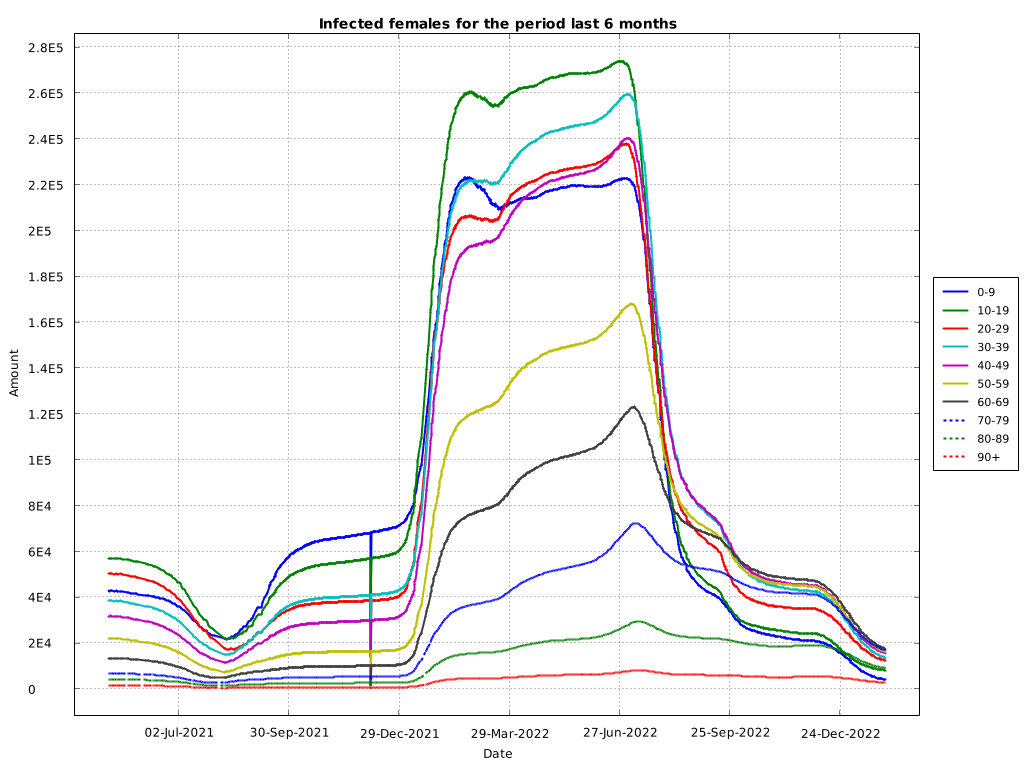 Infected females for the period last 6 months
2.8E5
2.6E5
2.4E5
2.2E5
2E5
1.8E5
1.6E5
1.4E5
1.2E5
1E5
8E4
6E4
4E4
2E4
0
Amount
02-Jul-2021
30-Sep-2021
29-Dec-2021
29-Mar-2022
27-Jun-2022
25-Sep-2022
24-Dec-2022
Date
0-9
10-19
20-29
30-39
40-49
50-59
60-69
70-79
80-89
90+